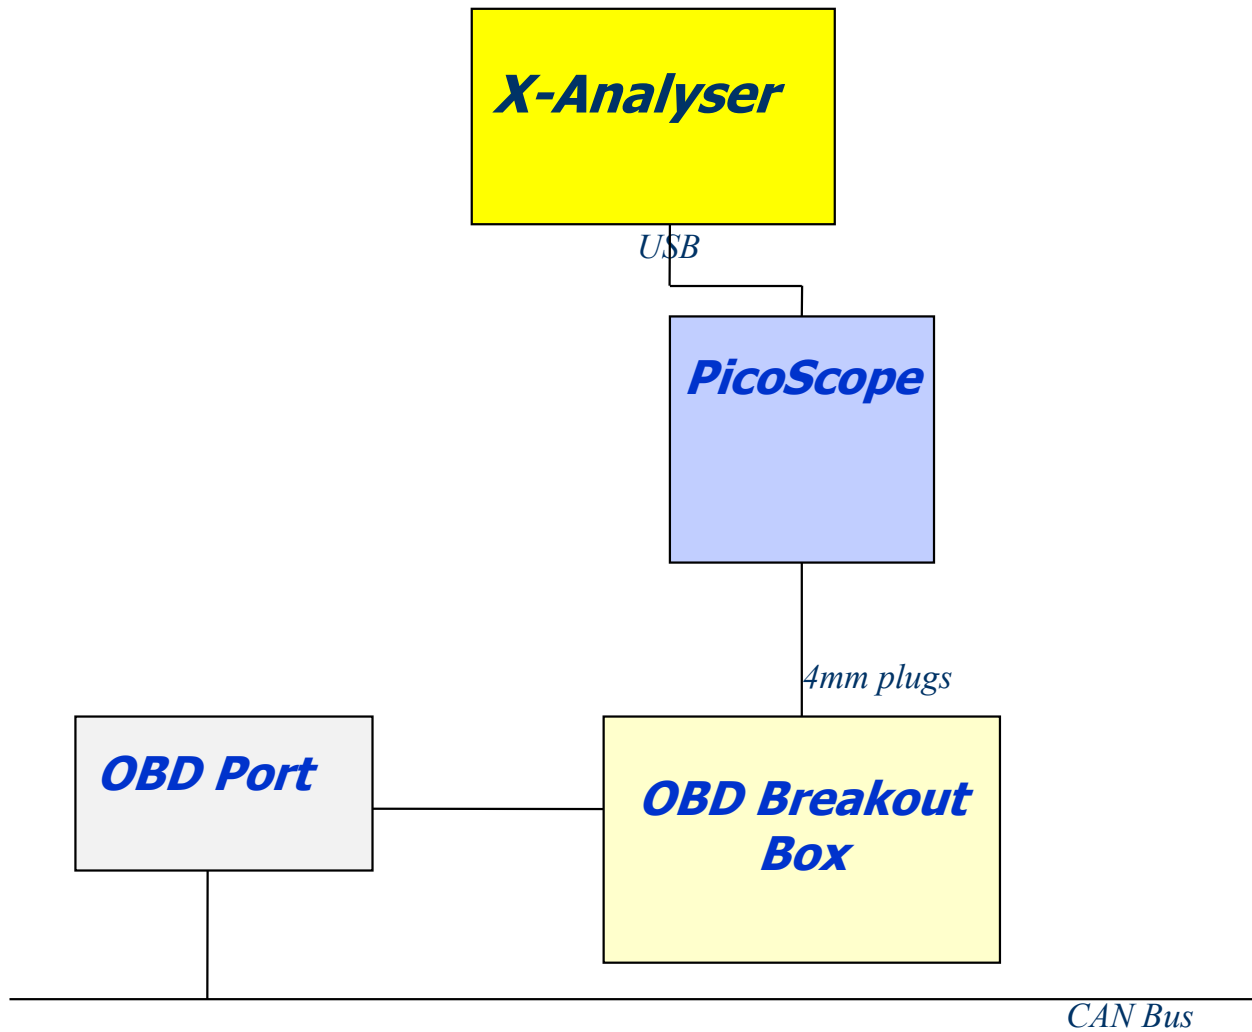 X-Analyser
USB
PicoScope
4mm plugs
OBD Port
OBD Breakout
Box
CAN Bus